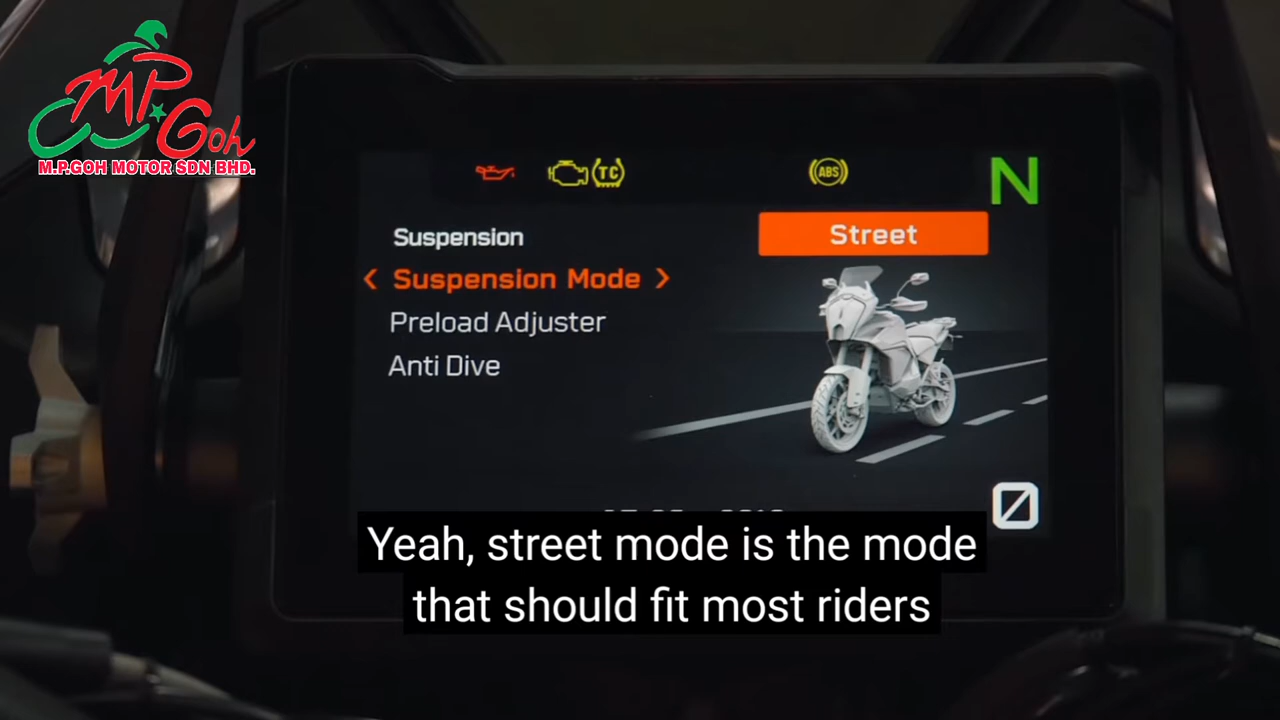 MP Goh
M.P.GOH MOTOR SDN BHD.
TC
ABS
N
Suspension
Street
< Suspension Mode >
Preload Adjuster
Anti Dive
Yeah, street mode is the mode
that should fit most riders